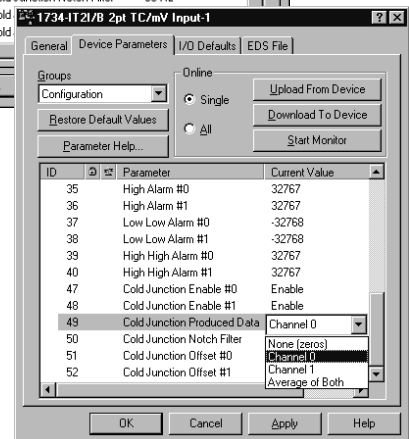 1734-IT2I/B 2pt TC/mV Input-1
General Device Parameters I/O Defaults EDS File
Groups
Configuration
Restore Default Values
Parameter Help...
Online
Single
All
Upload From Device
Download To Device
Start Monitor
ID Parameter Current Value
35 High Alarm #0 32767
36 High Alarm #1 32767
37 Low Low Alarm #0 -32768
38 Low Low Alarm #1 -32768
39 High High Alarm #0 32767
40 High High Alarm #1 32767
47 Cold Junction Enable #0 Enable
48 Cold Junction Enable #1 Enable
49 Cold Junction Produced Data Channel 0
50 Cold Junction Notch Filter
51 Cold Junction Offset #0
52 Cold Junction Offset #1
None (zeros)
Channel 0
Channel 1
Average of Both
OK Cancel Apply Help